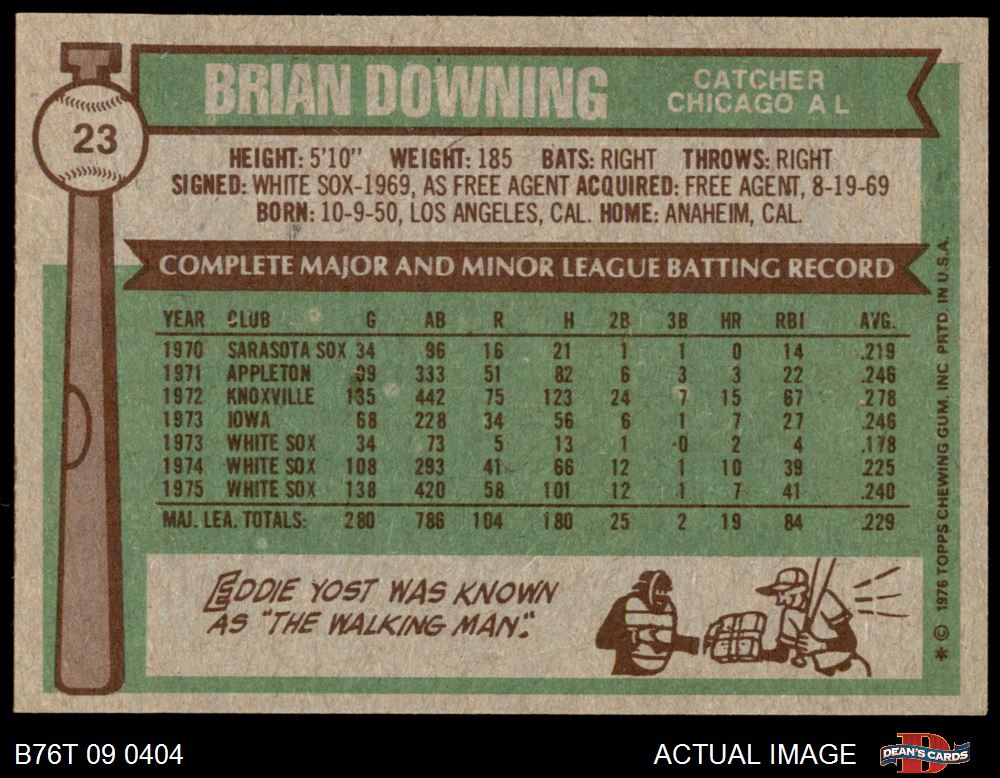 23
BRIAN DOWNING
CATCHER
CHICAGO A L
HEIGHT: 5'10" WEIGHT: 185 BATS: RIGHT THROWS: RIGHT
SIGNED: WHITE SOX-1969, AS FREE AGENT ACQUIRED: FREE AGENT, 8-19-69
BORN: 10-9-50, LOS ANGELES, CAL. HOME: ANAHEIM, CAL.
COMPLETE MAJOR AND MINOR LEAGUE BATTING RECORD
YEAR CLUB G AB R H 2B 3B HR RBI AVG.
1970 SARASOTA SOX 34 96 16 21 1 1 0 14 .219
1971 APPLETON 99 333 51 82 6 3 3 22 .246
1972 KNOXVILLE 135 442 75 123 24 7 15 67 .278
1973 IOWA 68 228 34 56 6 1 7 27 .246
1973 WHITE SOX 34 73 5 13 1 0 2 4 .178
1974 WHITE SOX 108 293 41 66 12 1 10 39 .225
1975 WHITE SOX 138 420 58 101 12 1 7 41 .240
MAJ. LEA. TOTALS: 280 786 104 180 25 2 19 84 .229
EDDIE YOST WAS KNOWN
AS "THE WALKING MAN."
* © 1976 TOPPS CHEWING GUM, INC PRTD. IN U.S.A.
B76T 09 0404
ACTUAL IMAGE
D
DEAN'S CARDS